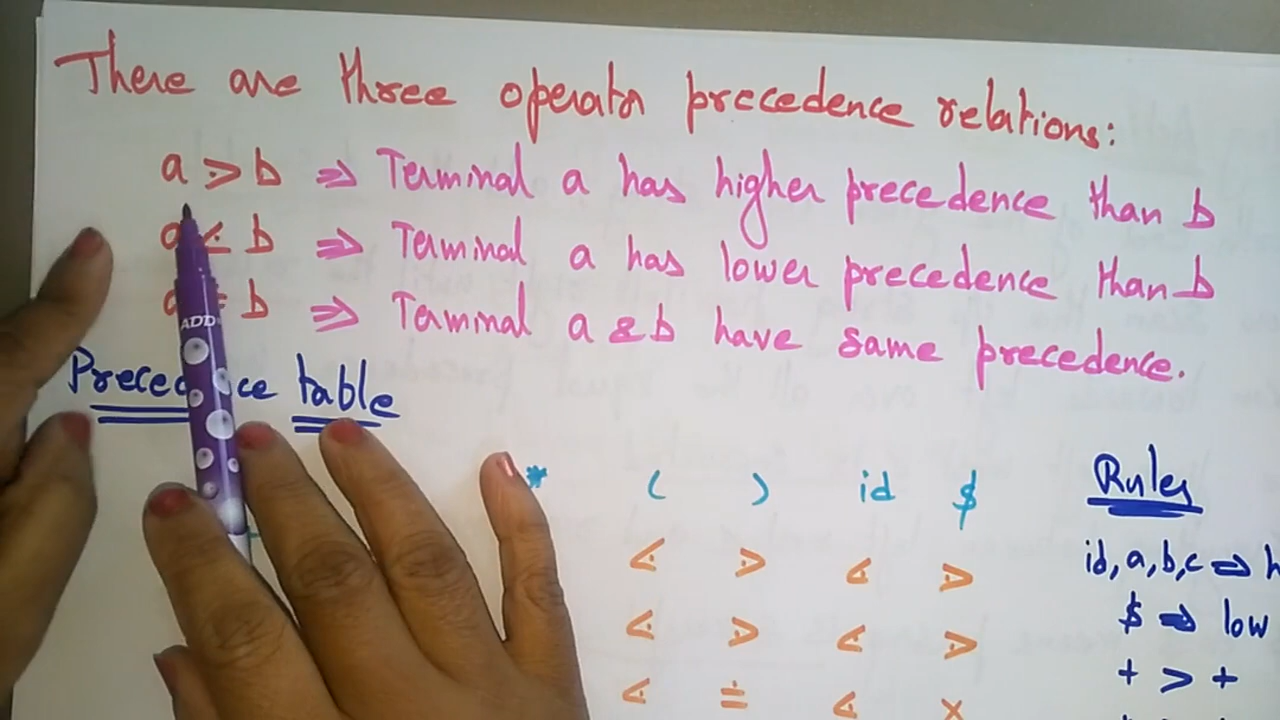 There are three operator precedence relations:
a ⋗ b ⇒ Terminal a has higher precedence than b
a ⋖ b ⇒ Terminal a has lower precedence than b
b ⇒ Terminal a & b have same precedence.
table
* ( ) id $
⋖ ⋗ ⋖ ⋗
⋖ ⋗ ⋖ ⋗
⋖ ≐ ⋖ x
Rules
id, a, b, c ⇒ h
$ ⇒ low
+ > +
ADD